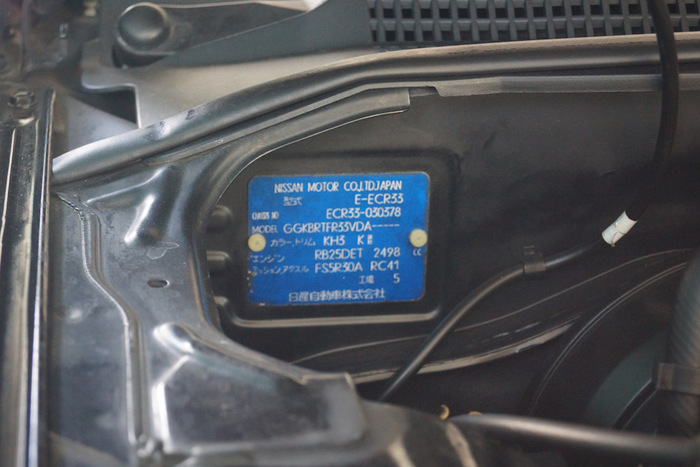 NISSAN MOTOR CO.,LTD.JAPAN
型式 E-ECR33
CHASSIS NO ECR33-030378
MODEL GGKBRTFR33VDA-----
カラー,トリム KH3 K
エンジン RB25DET 2498 cc
ミッション,アクスル FS5R30A RC41
工場 5
日産自動車株式会社